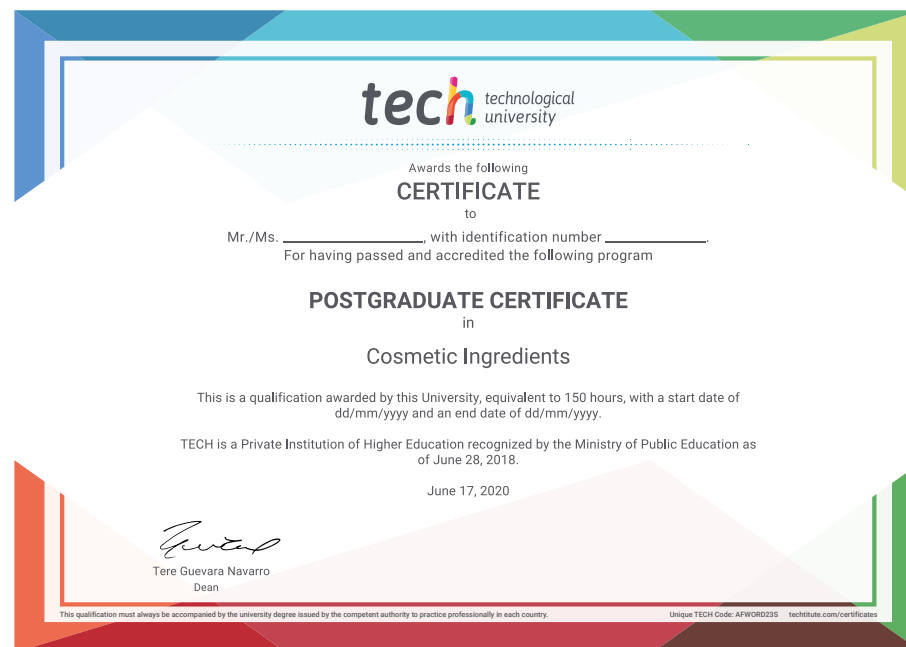 tech technological
university
Awards the following
CERTIFICATE
to
Mr./Ms. ____________________, with identification number ______________.
For having passed and accredited the following program
POSTGRADUATE CERTIFICATE
in
Cosmetic Ingredients
This is a qualification awarded by this University, equivalent to 150 hours, with a start date of
dd/mm/yyyy and an end date of dd/mm/yyyy.
TECH is a Private Institution of Higher Education recognized by the Ministry of Public Education as
of June 28, 2018.
June 17, 2020
Tere Guevara Navarro
Dean
This qualification must always be accompanied by the university degree issued by the competent authority to practice professionally in each country. Unique TECH Code: AFWORD23S techtitute.com/certificates